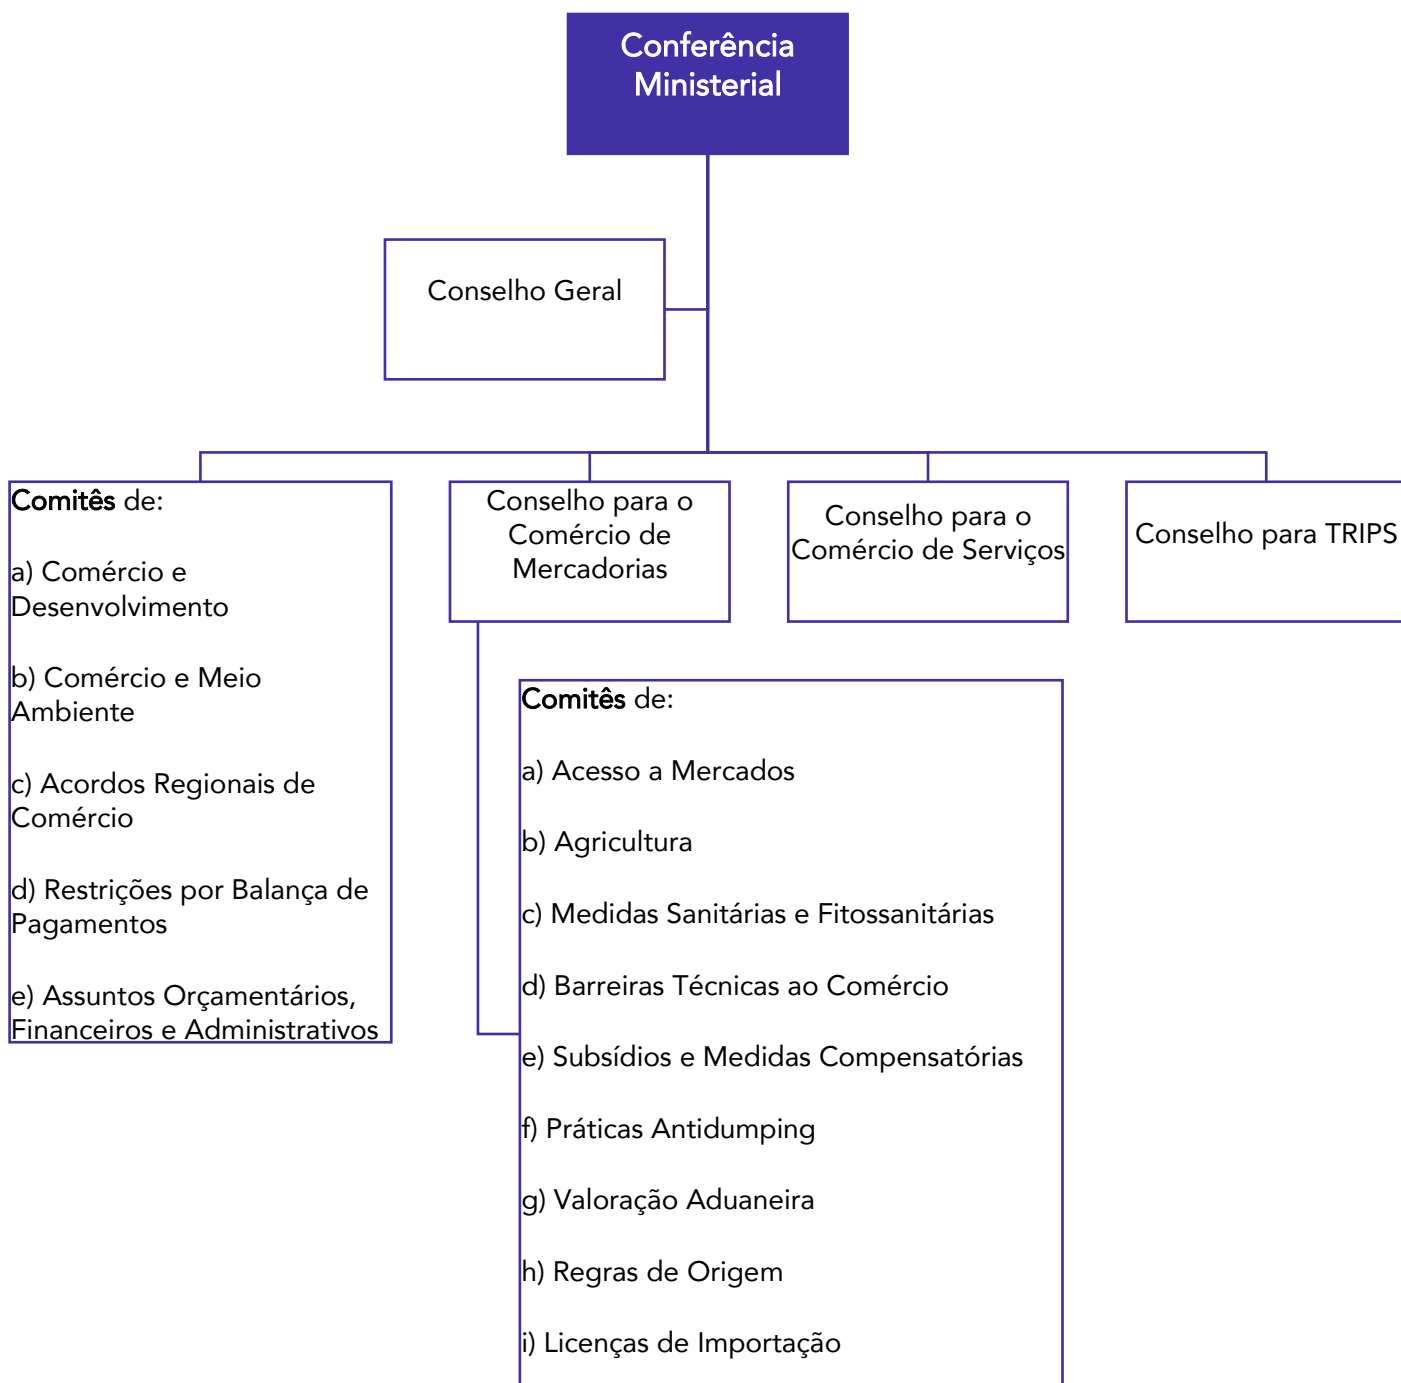 Conferência
Ministerial
Conselho Geral
Comitês de:
a) Comércio e
Desenvolvimento
b) Comércio e Meio
Ambiente
c) Acordos Regionais de
Comércio
d) Restrições por Balança de
Pagamentos
e) Assuntos Orçamentários,
Financeiros e Administrativos
Conselho para o
Comércio de
Mercadorias
Conselho para o
Comércio de Serviços
Conselho para TRIPS
Comitês de:
a) Acesso a Mercados
b) Agricultura
c) Medidas Sanitárias e Fitossanitárias
d) Barreiras Técnicas ao Comércio
e) Subsídios e Medidas Compensatórias
f) Práticas Antidumping
g) Valoração Aduaneira
h) Regras de Origem
i) Licenças de Importação